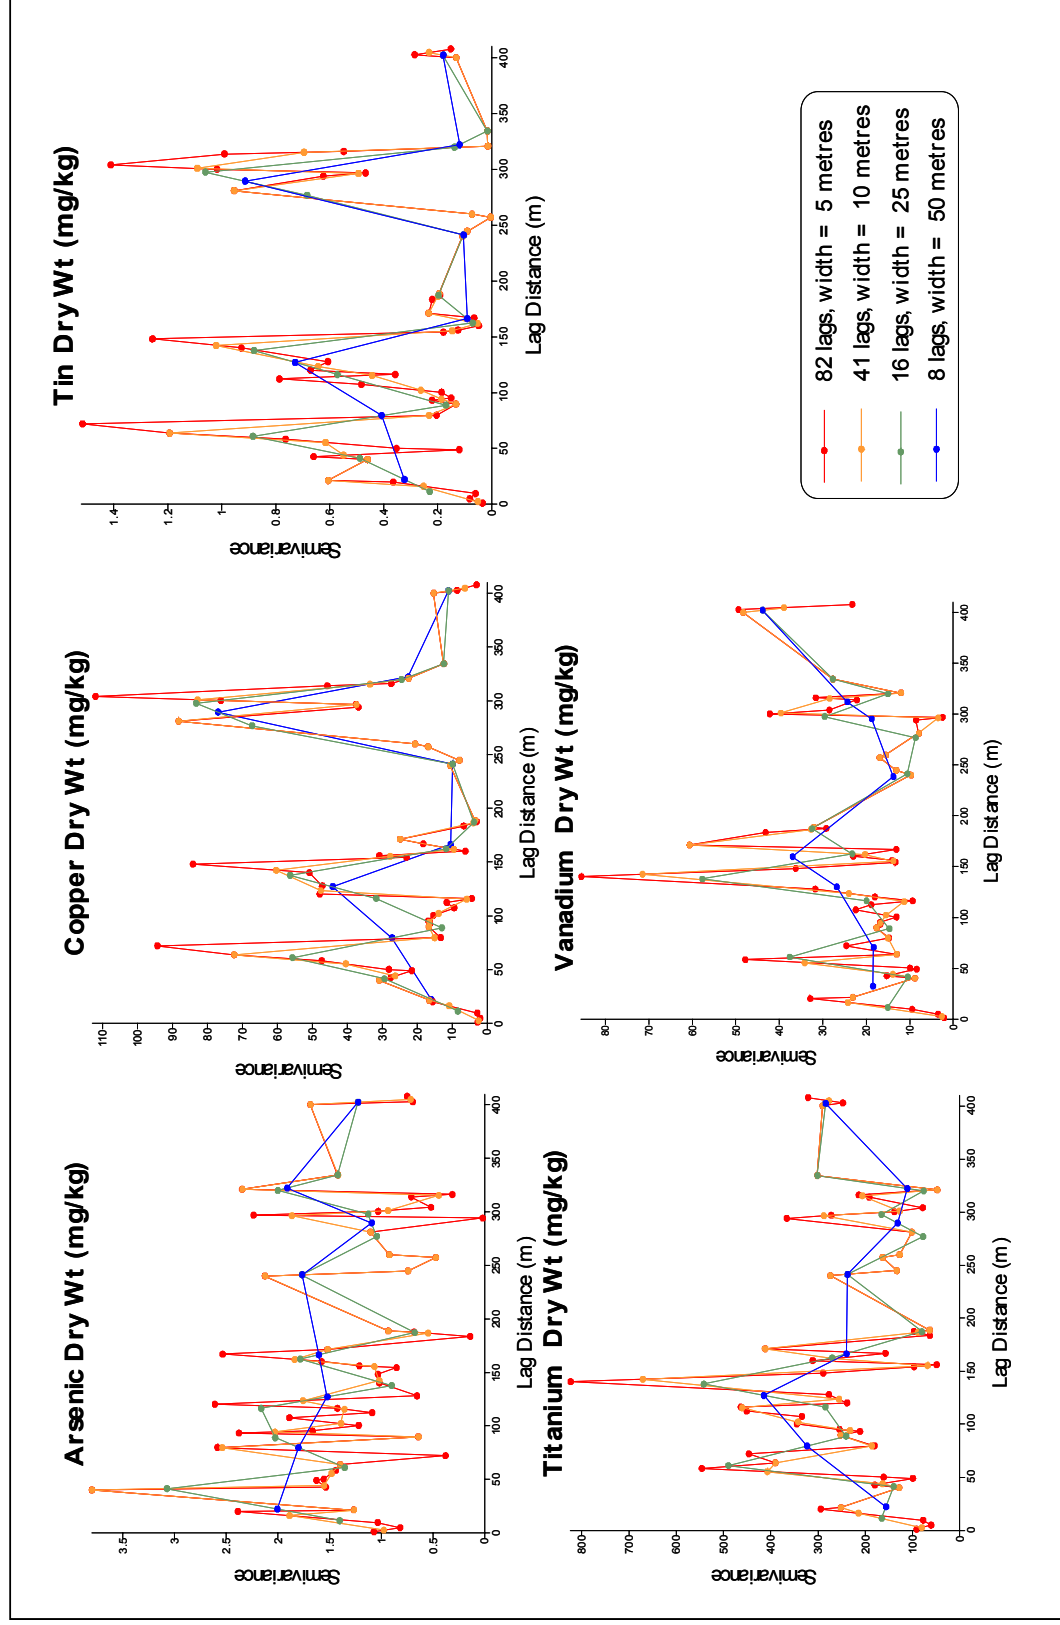 Arsenic Dry Wt (mg/kg)
Semivariance
3.5
3
2.5
2
1.5
1
0.5
0
0 50 100 150 200 250 300 350 400
Lag Distance (m)
Copper Dry Wt (mg/kg)
Semivariance
110
100
90
80
70
60
50
40
30
20
10
0
0 50 100 150 200 250 300 350 400
Lag Distance (m)
Tin Dry Wt (mg/kg)
Semivariance
1.4
1.2
1
0.8
0.6
0.4
0.2
0
0 50 100 150 200 250 300 350 400
Lag Distance (m)
Titanium Dry Wt (mg/kg)
Semivariance
800
700
600
500
400
300
200
100
0
0 50 100 150 200 250 300 350 400
Lag Distance (m)
Vanadium Dry Wt (mg/kg)
Semivariance
80
70
60
50
40
30
20
10
0
0 50 100 150 200 250 300 350 400
Lag Distance (m)
82 lags, width = 5 metres
41 lags, width = 10 metres
16 lags, width = 25 metres
8 lags, width = 50 metres